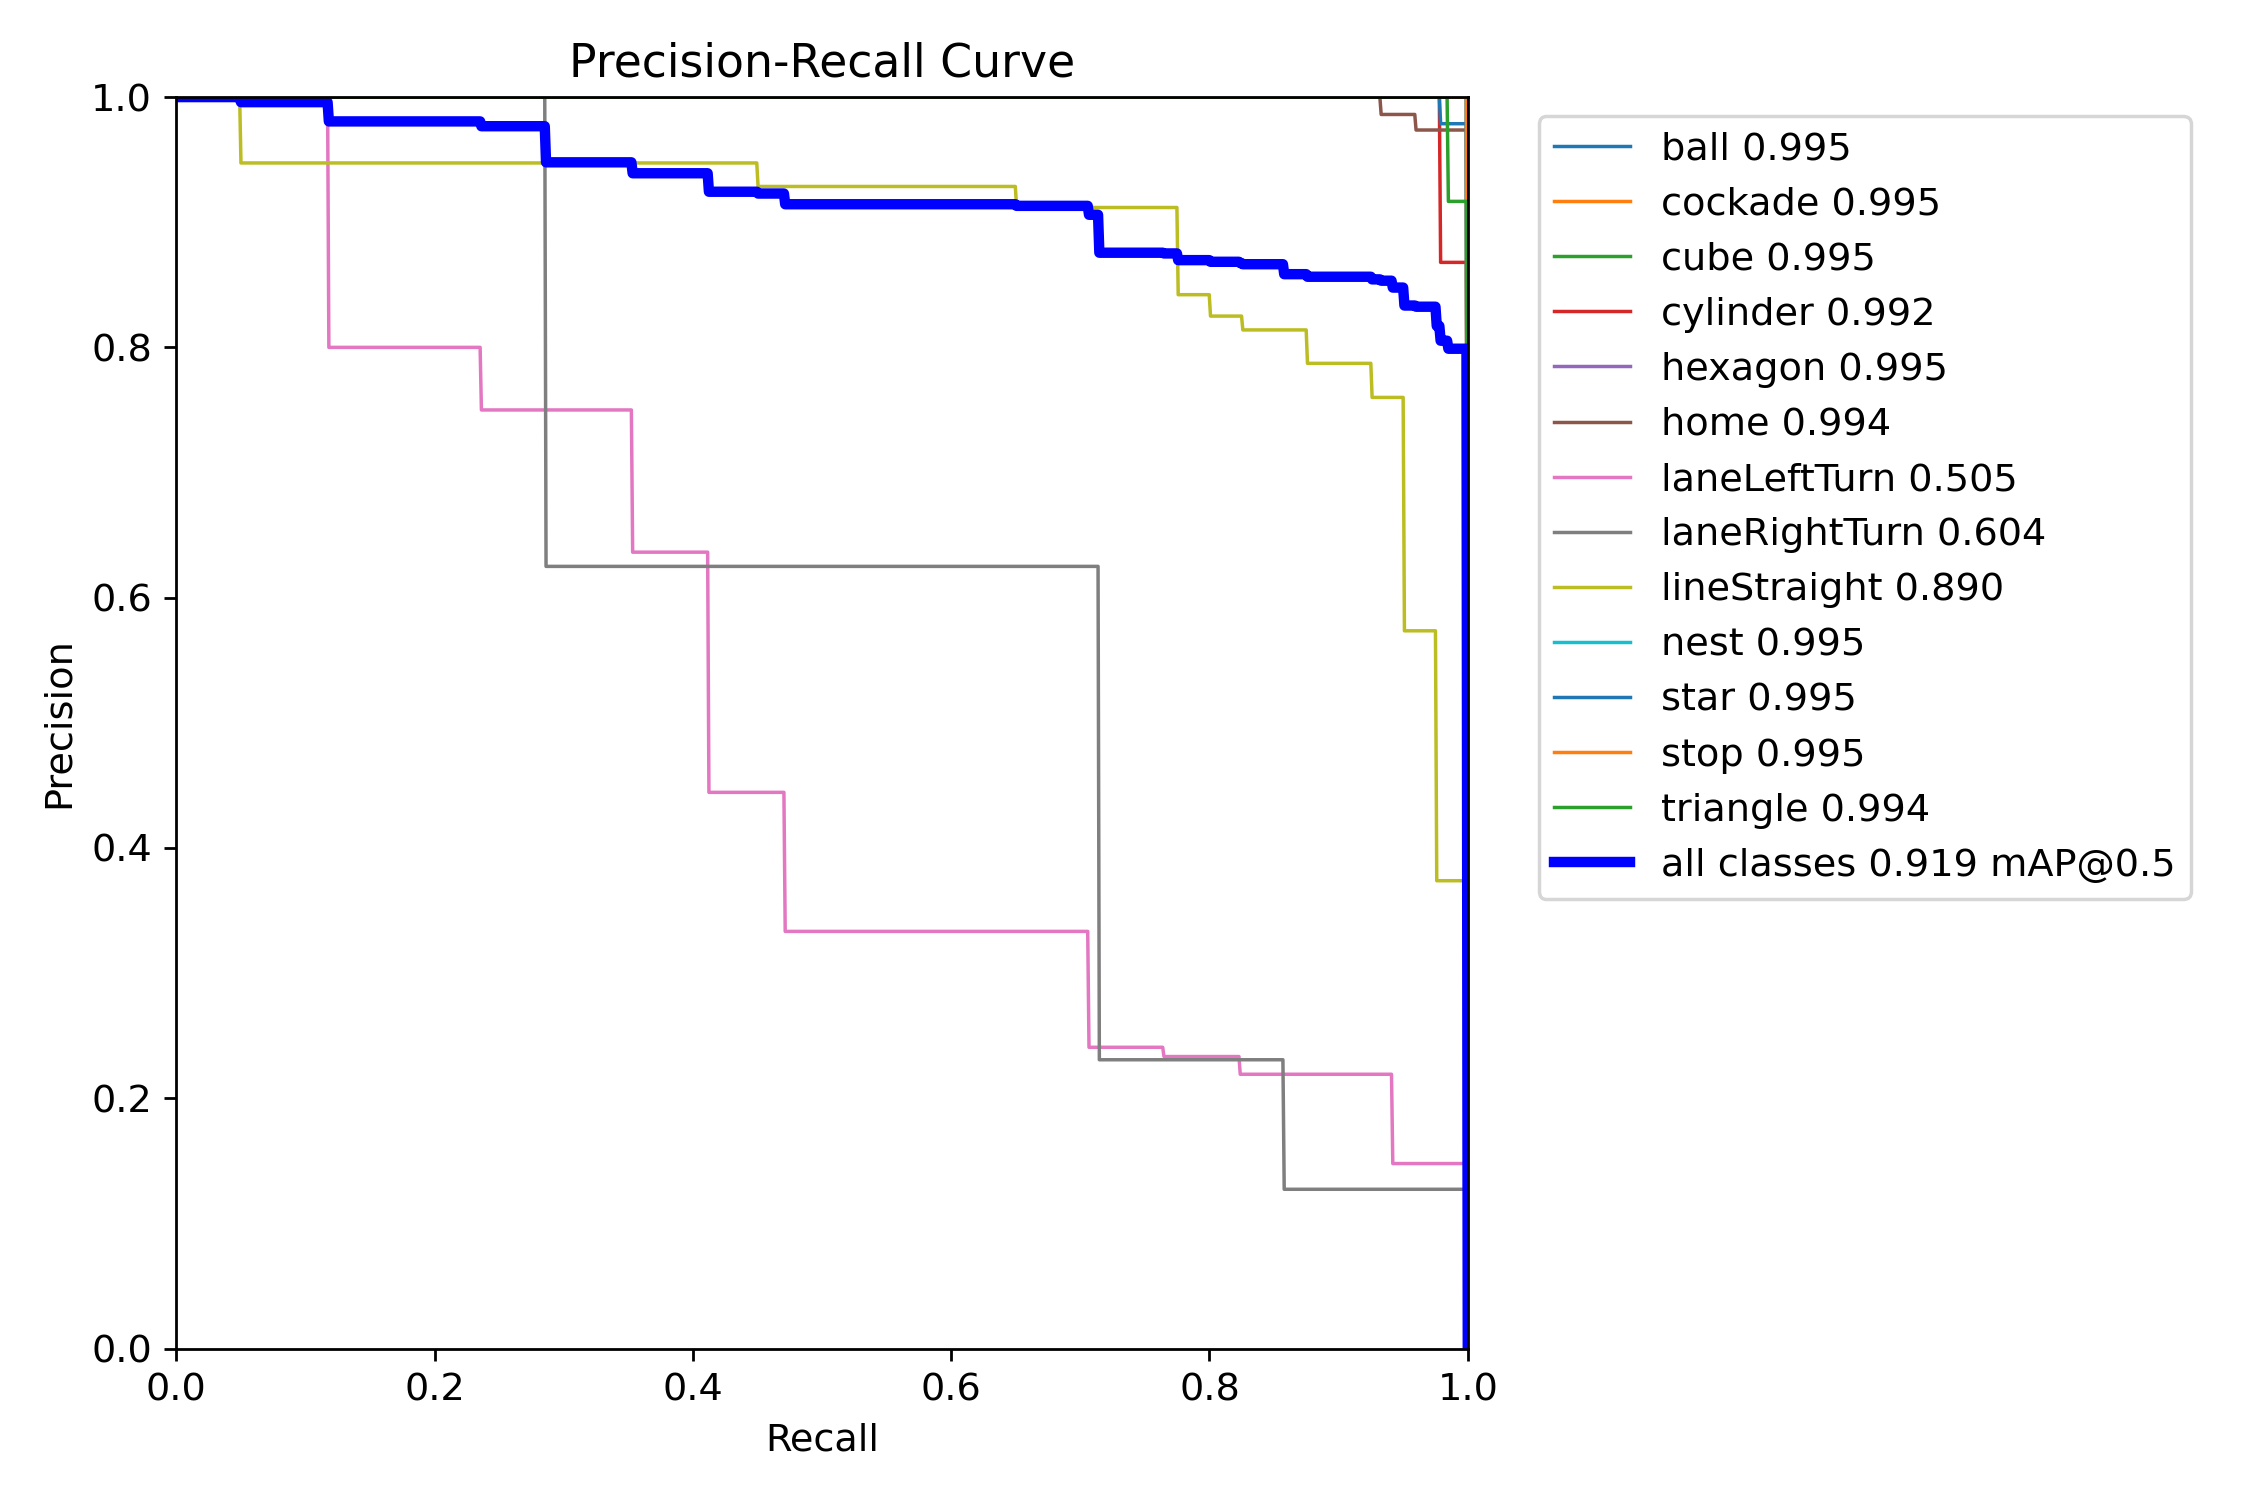 Precision-Recall Curve
1.0
0.8
0.6
0.4
0.2
0.0
Precision
0.0 0.2 0.4 0.6 0.8 1.0
Recall
ball 0.995
cockade 0.995
cube 0.995
cylinder 0.992
hexagon 0.995
home 0.994
laneLeftTurn 0.505
laneRightTurn 0.604
lineStraight 0.890
nest 0.995
star 0.995
stop 0.995
triangle 0.994
all classes 0.919 mAP@0.5